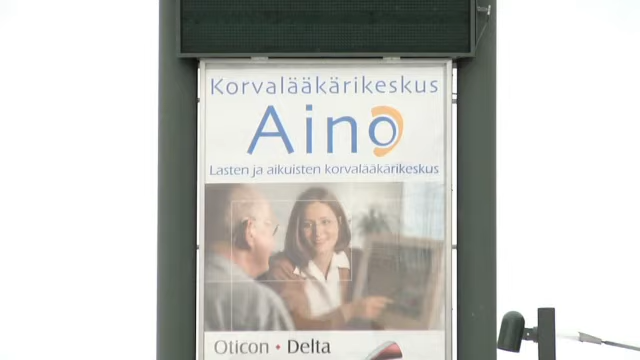 Korvalääkärikeskus
Aino
Lasten ja aikuisten korvalääkärikeskus
Oticon • Delta